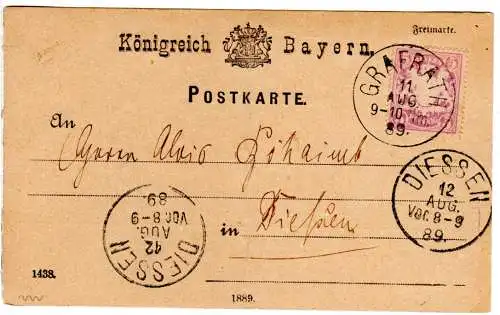 Freimarke.
Königreich Bayern.
POSTKARTE.
GRAFRATH
11
AUG.
9-10
89.
An
Herrn Alois
in Dießen
DIESSEN
12
AUG.
Vor. 8-9
89.
DIESSEN
12
AUG.
Vor. 8-9
89
1438.
1889.